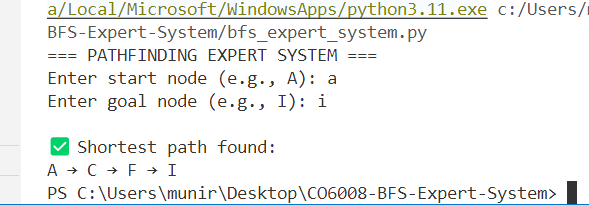 a/Local/Microsoft/WindowsApps/python3.11.exe c:/Users/
BFS-Expert-System/bfs_expert_system.py
=== PATHFINDING EXPERT SYSTEM ===
Enter start node (e.g., A): a
Enter goal node (e.g., I): i
✅ Shortest path found:
A → C → F → I
PS C:\Users\munir\Desktop\CO6008-BFS-Expert-System>